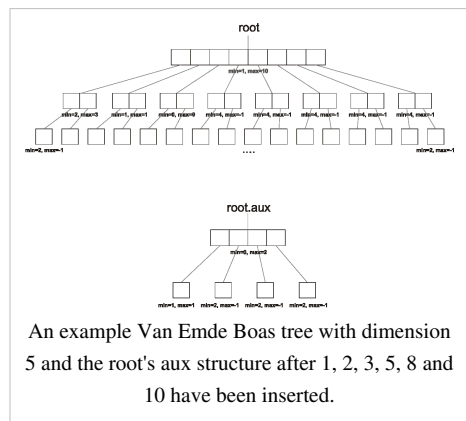 root
min=1, max=10
min=2, max=3 min=1, max=1 min=0, max=0 min=4, max=-1 min=4, max=-1 min=4, max=-1 min=4, max=-1 min=4, max=-1
min=2, max=-1 .... min=2, max=-1
root.aux
min=0, max=2
min=1, max=1 min=2, max=-1 min=2, max=-1 min=2, max=-1
An example Van Emde Boas tree with dimension
5 and the root's aux structure after 1, 2, 3, 5, 8 and
10 have been inserted.